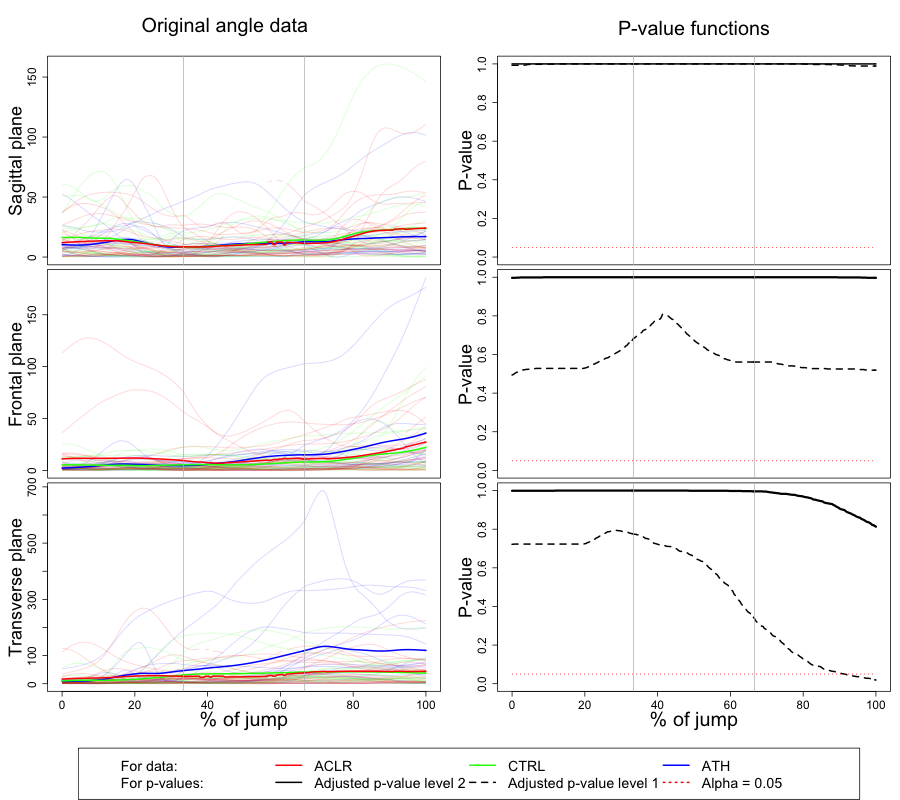 Original angle data
P-value functions
Sagittal plane
0 50 100 150
P-value
0.0 0.2 0.4 0.6 0.8 1.0
Frontal plane
0 50 100 150
P-value
0.0 0.2 0.4 0.6 0.8 1.0
Transverse plane
0 100 300 500 700
P-value
0.0 0.2 0.4 0.6 0.8 1.0
0 20 40 60 80 100
0 20 40 60 80 100
% of jump
% of jump
For data: ACLR CTRL ATH
For p-values: Adjusted p-value level 2 Adjusted p-value level 1 Alpha = 0.05